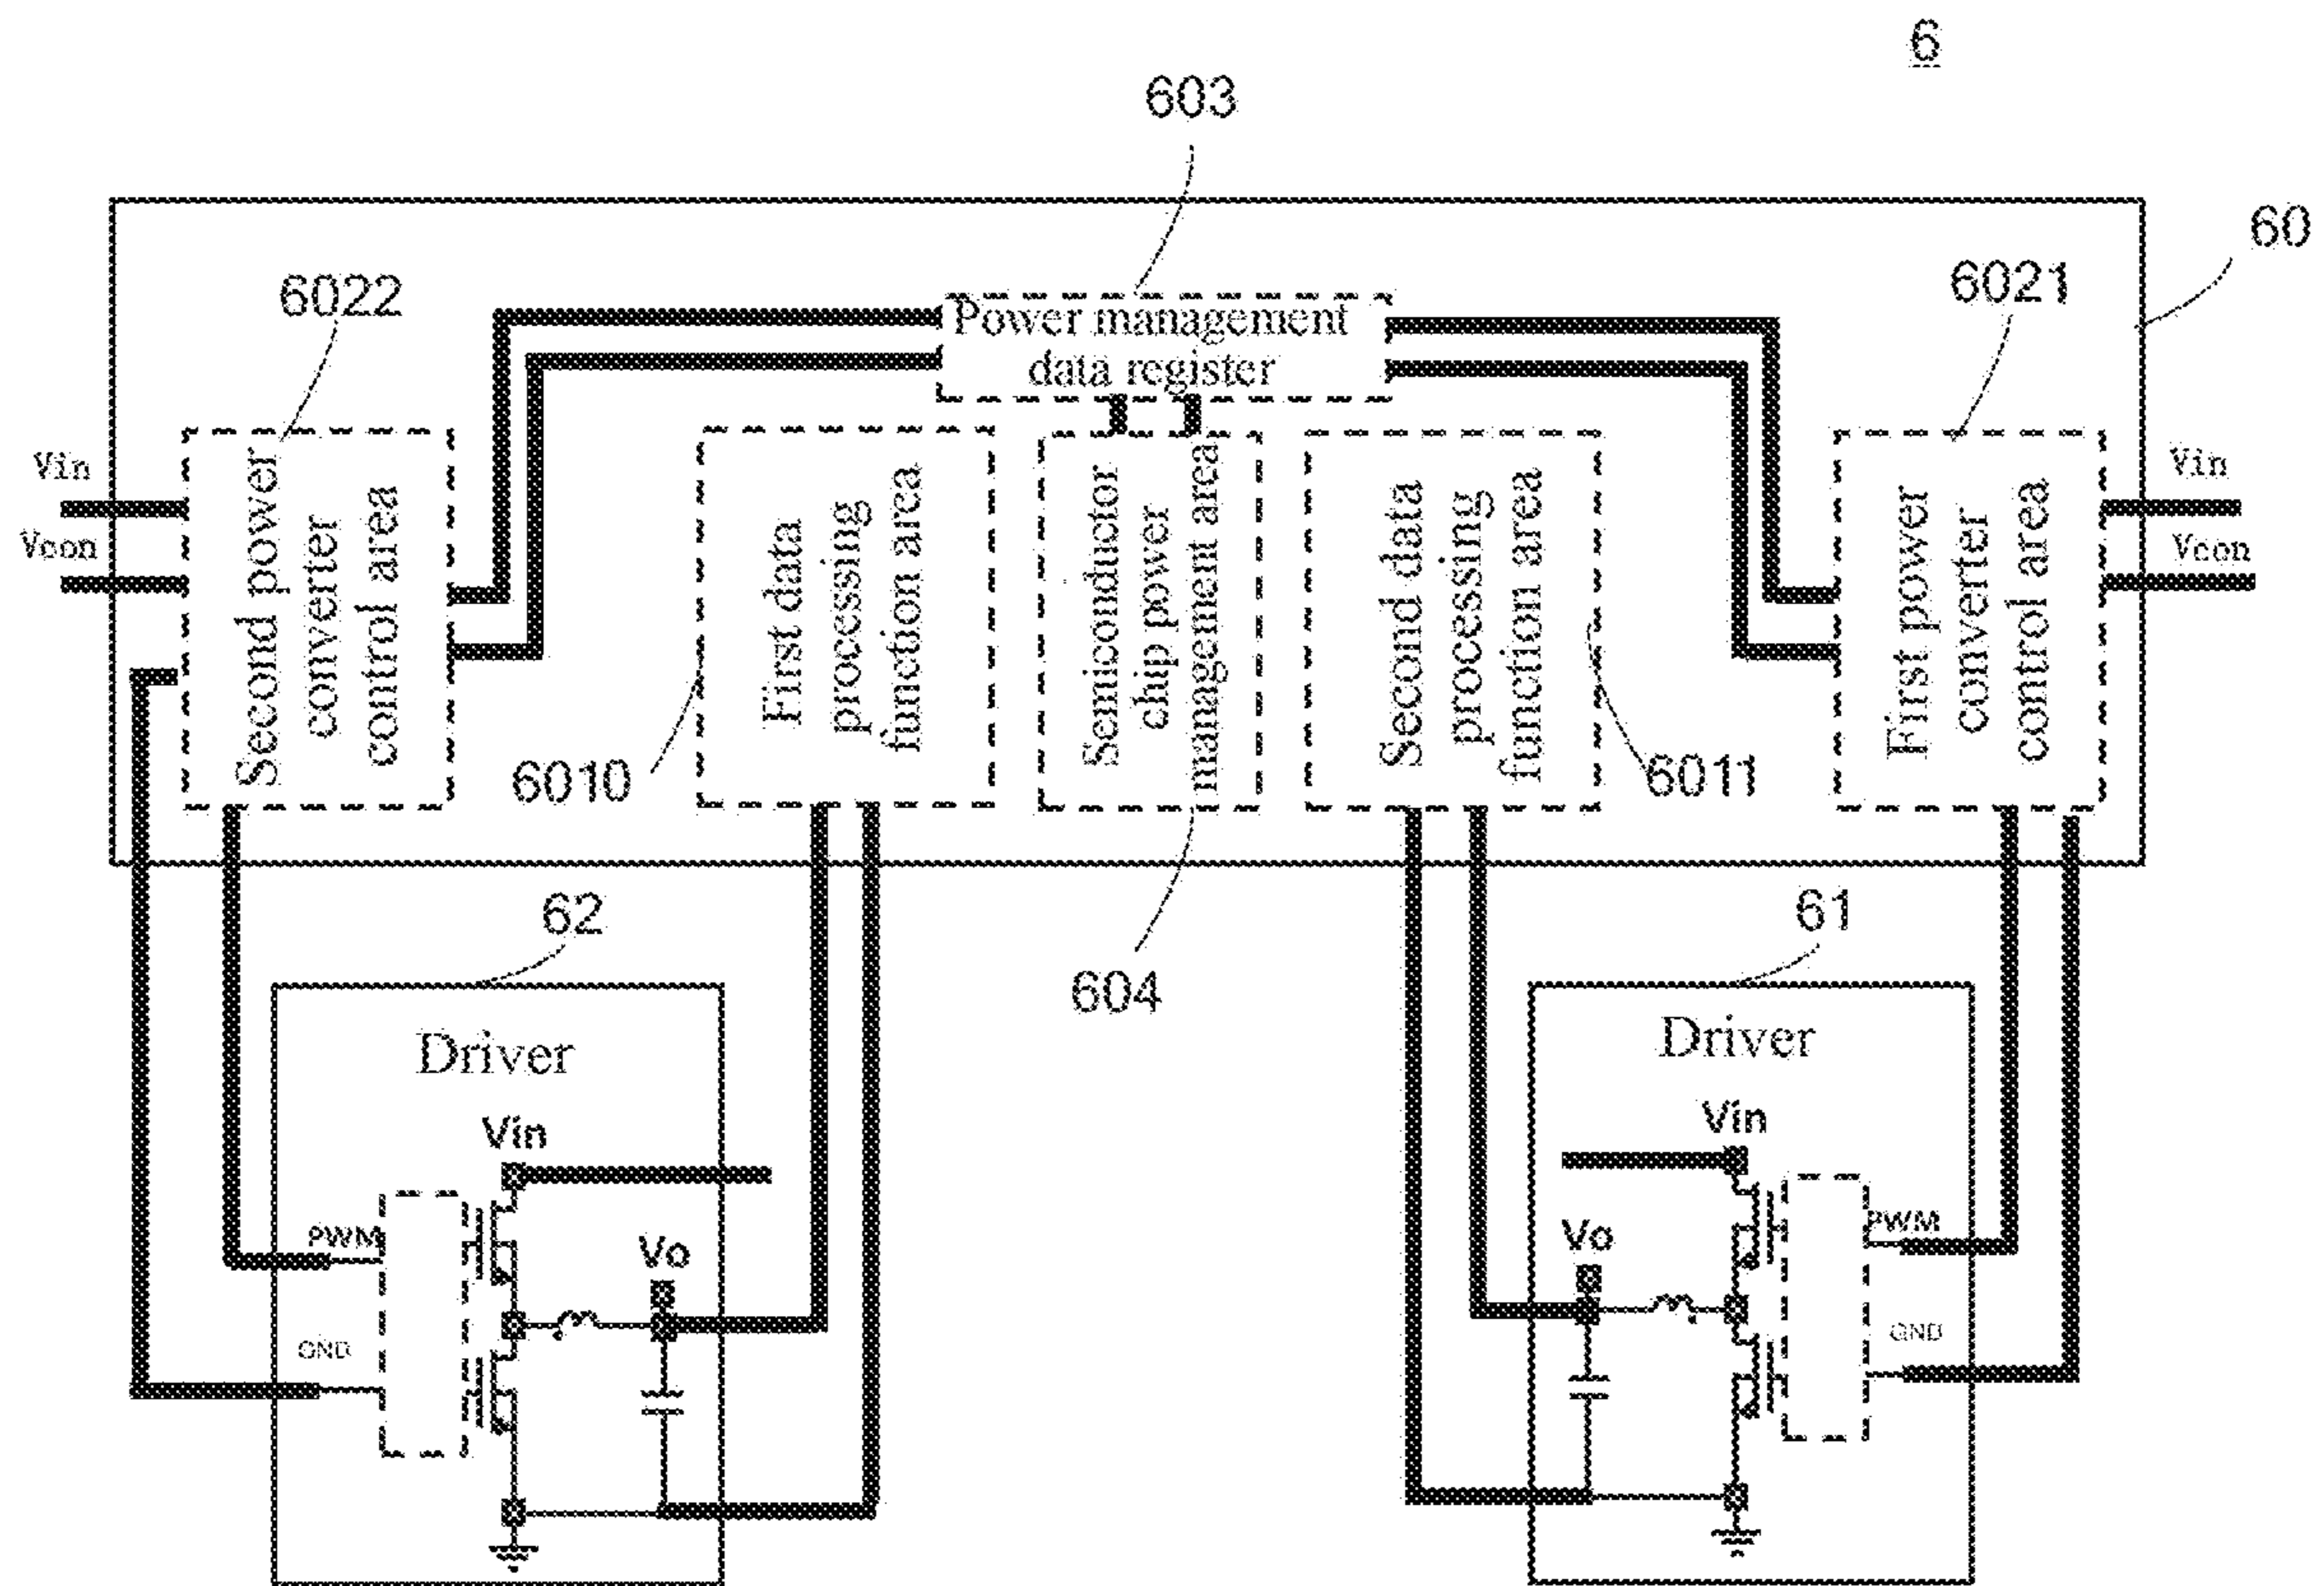 6
603
60
6022
6021
Power management
data register
Vin
Vcon
Second power
converter
control area
First data
processing
function area
Semiconductor
chip power
management area
Second data
processing
function area
First power
converter
control area
Vin
Vcon
6010
6011
62
61
604
Driver
Vin
PWM
Vo
GND
Driver
Vin
PWM
Vo
GND